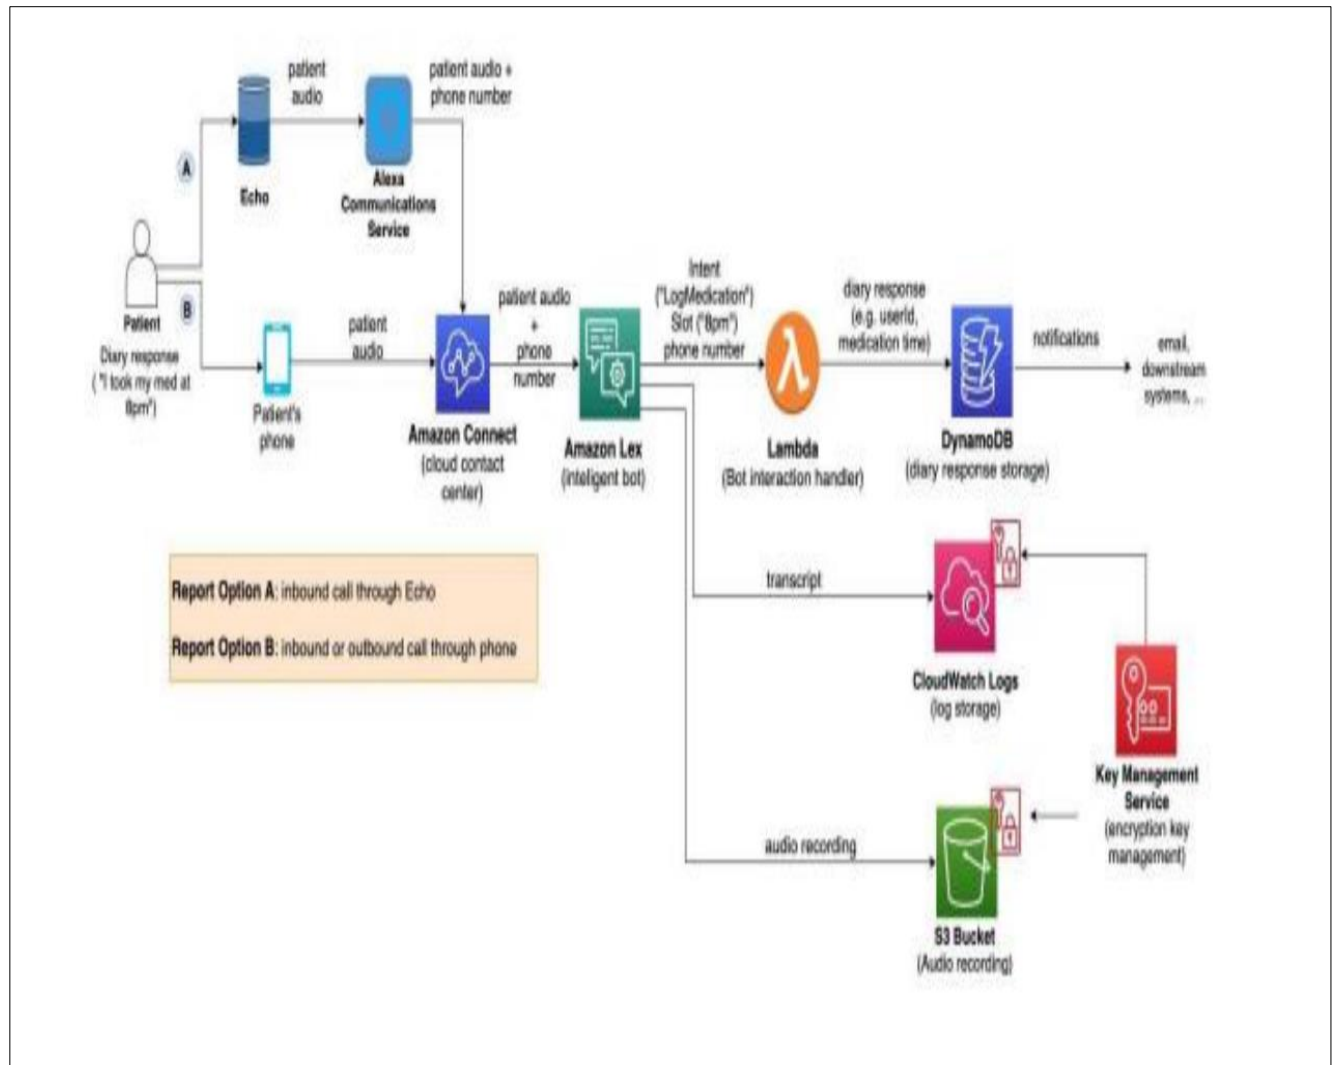 patient
audio
patient audio +
phone number
A
Echo
Alexa
Communications
Service
B
Patient
Diary response
( "I took my med at
8pm")
Patient's
phone
patient
audio
Amazon Connect
(cloud contact
center)
patient audio
+
phone
number
Amazon Lex
(inteligent bot)
Intent
("LogMedication")
Slot ("8pm")
phone number
Lambda
(Bot interaction handler)
diary response
(e.g. userId,
medication time)
DynamoDB
(diary response storage)
notifications
email,
downstream
systems, ...
Report Option A: inbound call through Echo
Report Option B: inbound or outbound call through phone
transcript
CloudWatch Logs
(log storage)
Key Management
Service
(encryption key
management)
audio recording
S3 Bucket
(Audio recording)